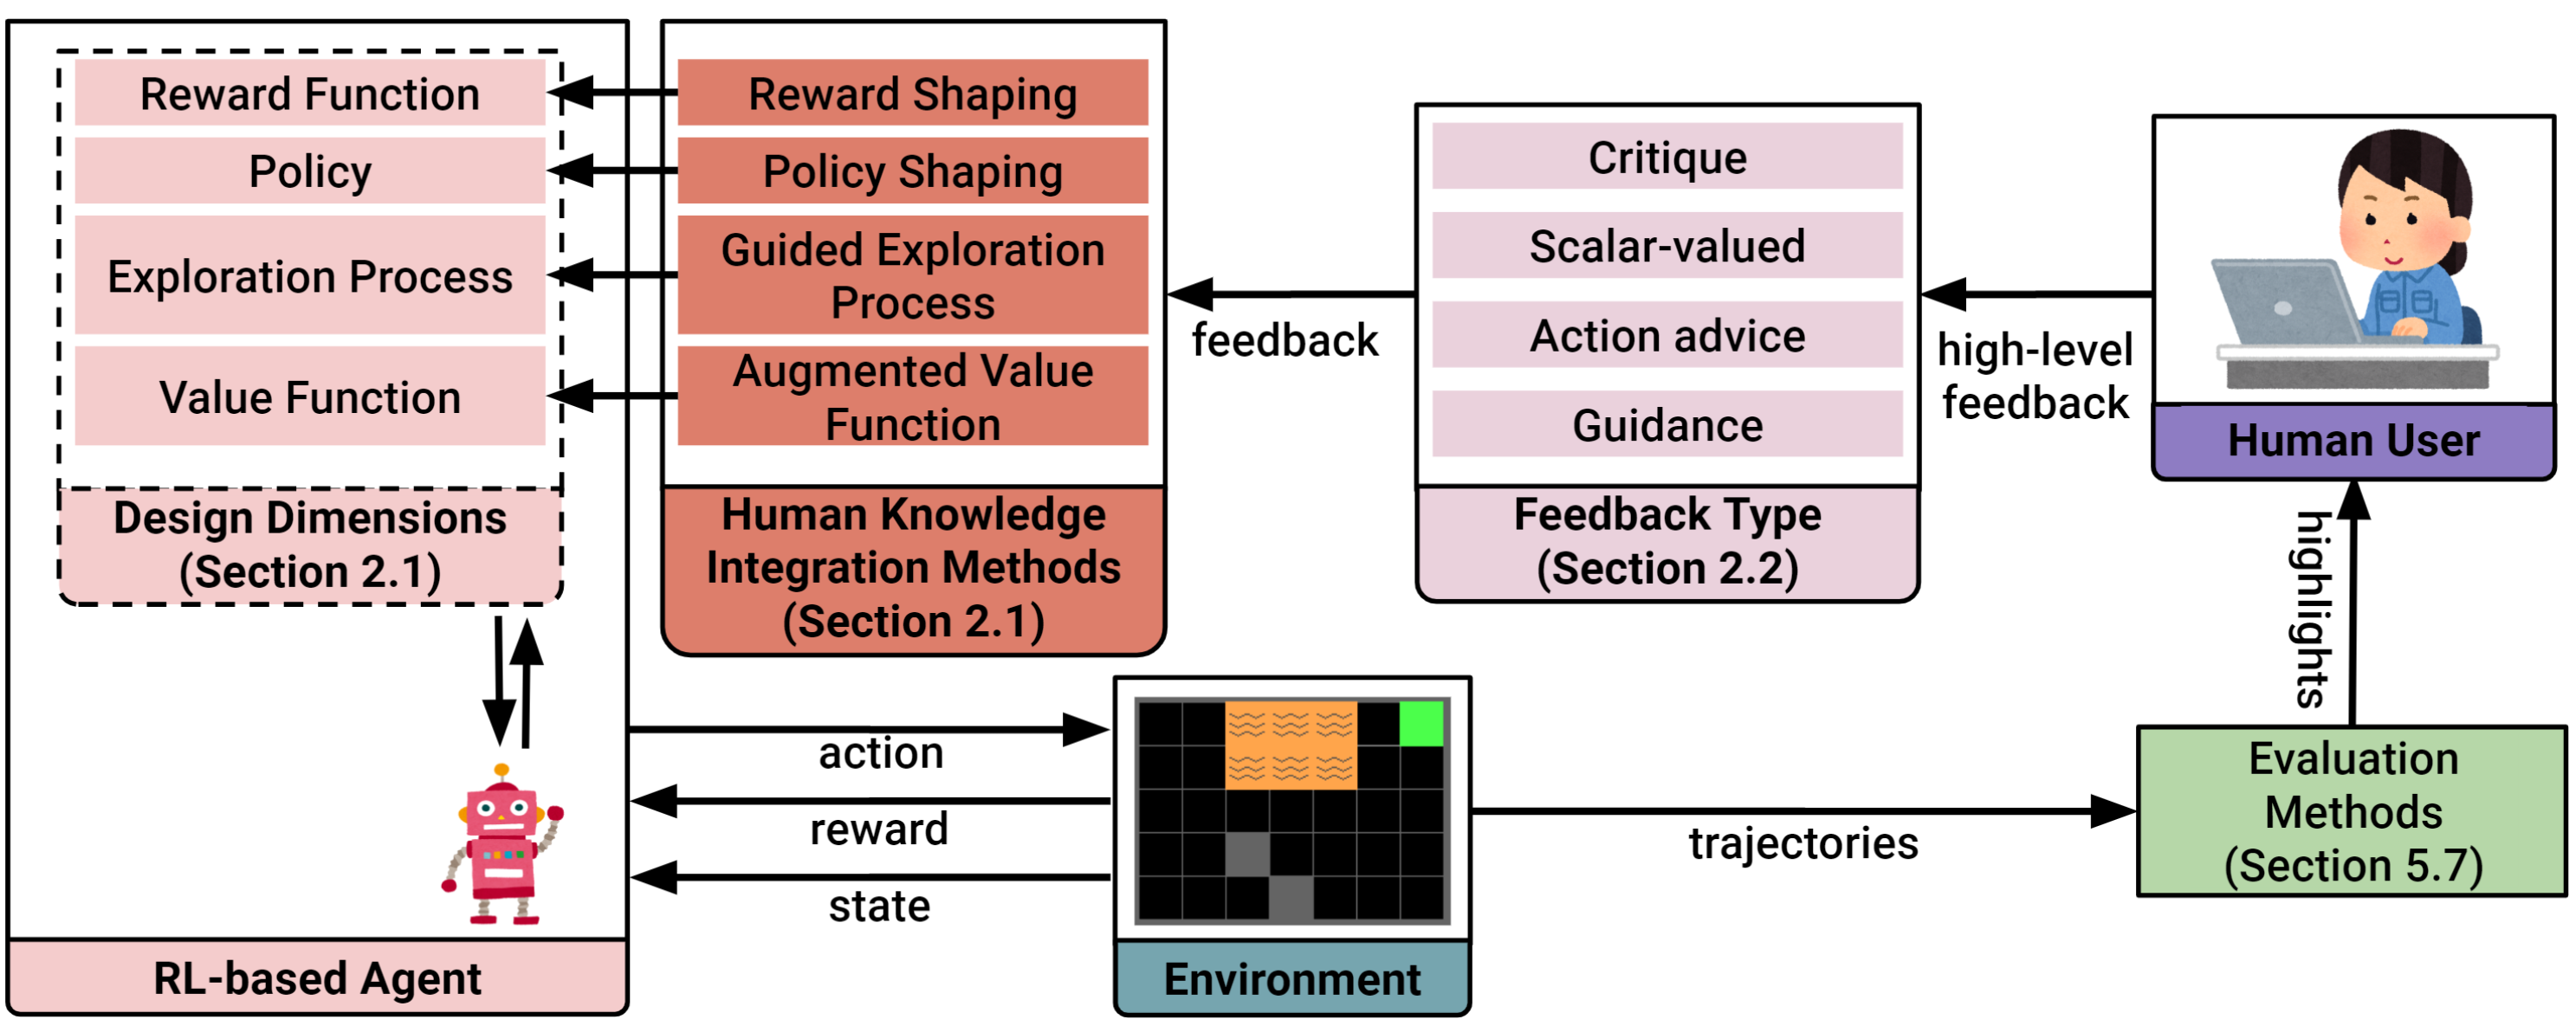 Reward Function
Policy
Exploration Process
Value Function
Design Dimensions
(Section 2.1)
RL-based Agent
Reward Shaping
Policy Shaping
Guided Exploration
Process
Augmented Value
Function
Human Knowledge
Integration Methods
(Section 2.1)
feedback
Critique
Scalar-valued
Action advice
Guidance
Feedback Type
(Section 2.2)
high-level
feedback
Human User
highlights
action
reward
state
Environment
trajectories
Evaluation
Methods
(Section 5.7)